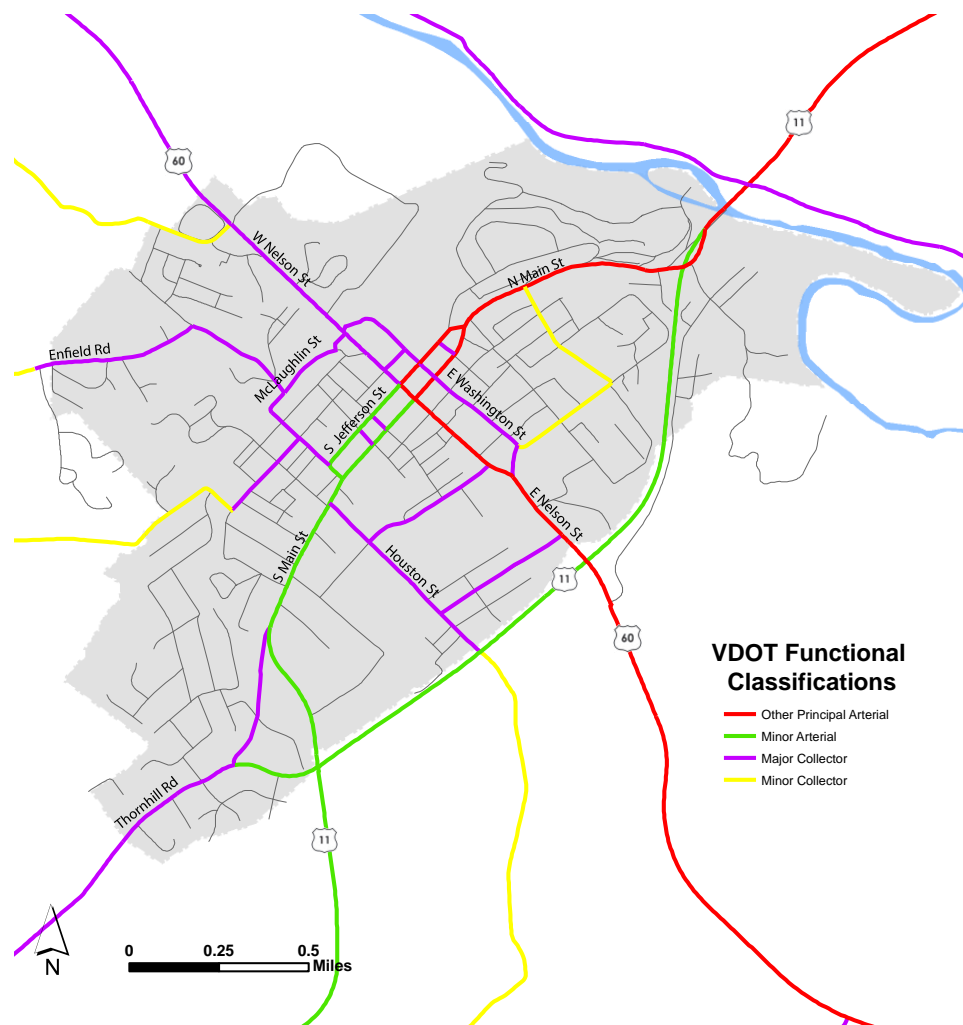 11
60
W Nelson St
N Main St
Enfield Rd
McLaughlin St
E Washington St
S Jefferson St
E Nelson St
S Main St
Houston St
11
60
VDOT Functional
Classifications
Other Principal Arterial
Minor Arterial
Major Collector
Minor Collector
Thornhill Rd
11
N
0 0.25 0.5
Miles